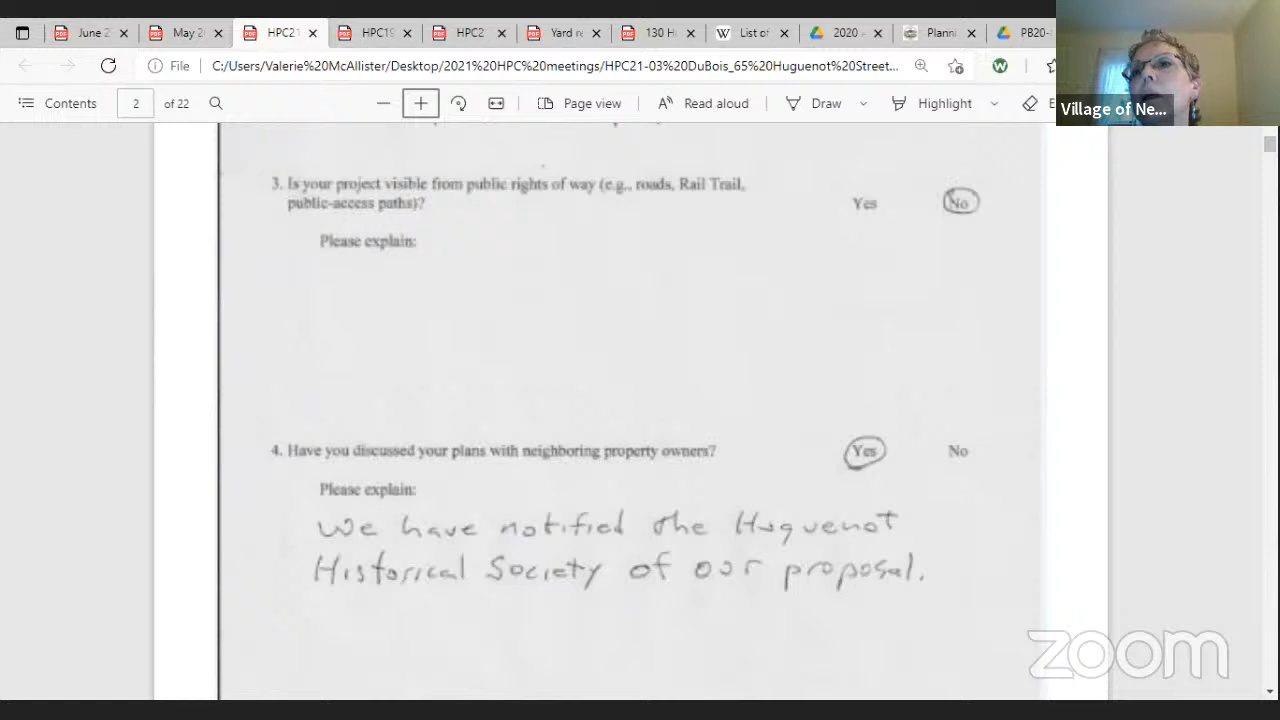 June 2
May 2
HPC21
HPC19
HPC2
Yard re
130 H
List of
2020 -
Planni
PB20-
File
C:/Users/Valerie%20McAllister/Desktop/2021%20HPC%20meetings/HPC21-03%20DuBois_65%20Huguenot%20Street...
Contents
2
of 22
Page view
Read aloud
Draw
Highlight
E
Village of Ne...
3. Is your project visible from public rights of way (e.g., roads, Rail Trail,
public-access paths)?
Yes
No
Please explain:
4. Have you discussed your plans with neighboring property owners?
Yes
No
Please explain:
We have notified the Huguenot
Historical Society of our proposal.
zoom